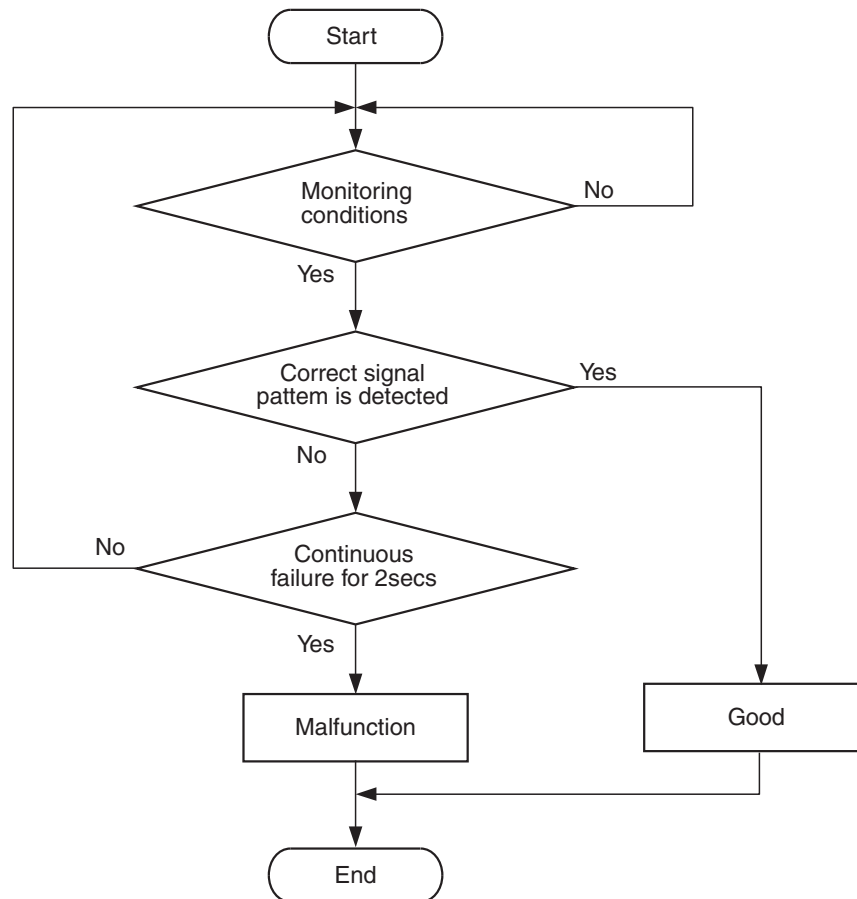 Start
Monitoring
conditions
No
Yes
Correct signal
pattem is detected
Yes
No
Continuous
failure for 2secs
No
Yes
Malfunction
Good
End